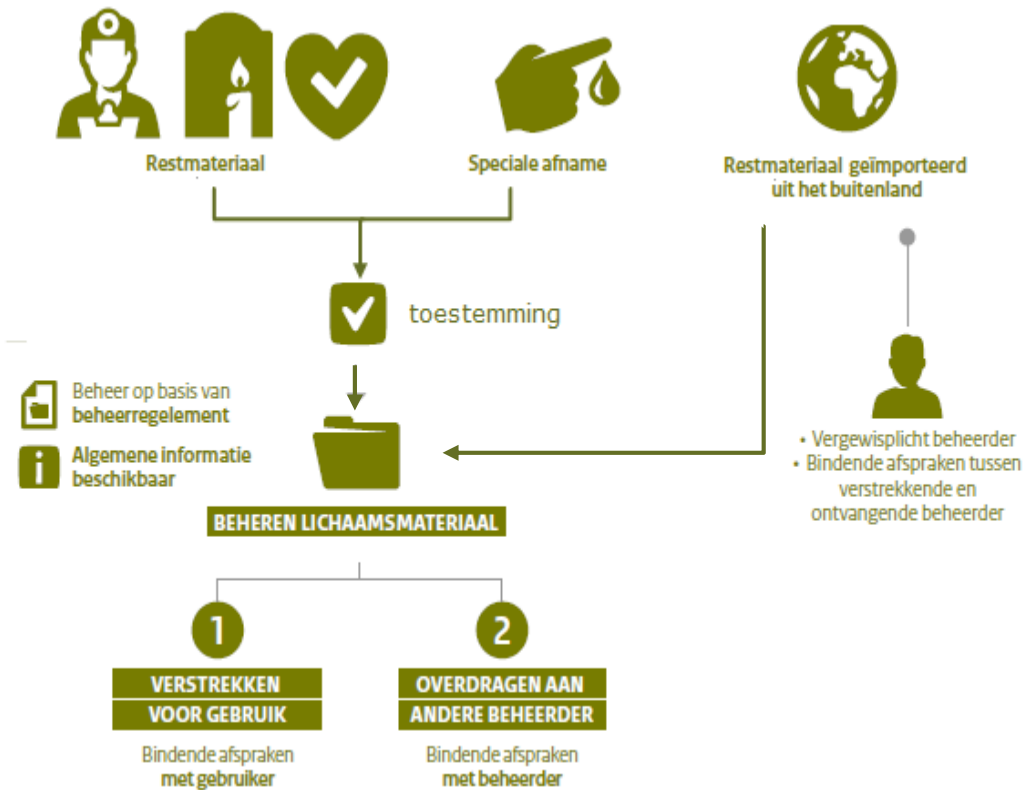 Restmateriaal
Speciale afname
Restmateriaal geïmporteerd
uit het buitenland
toestemming
Beheer op basis van
beheerregelement
Algemene informatie
beschikbaar
• Vergewisplicht beheerder
• Bindende afspraken tussen
verstrekkende en
ontvangende beheerder
BEHEREN LICHAAMSMATERIAAL
1
2
VERSTREKKEN
VOOR GEBRUIK
OVERDRAGEN AAN
ANDERE BEHEERDER
Bindende afspraken
met gebruiker
Bindende afspraken
met beheerder